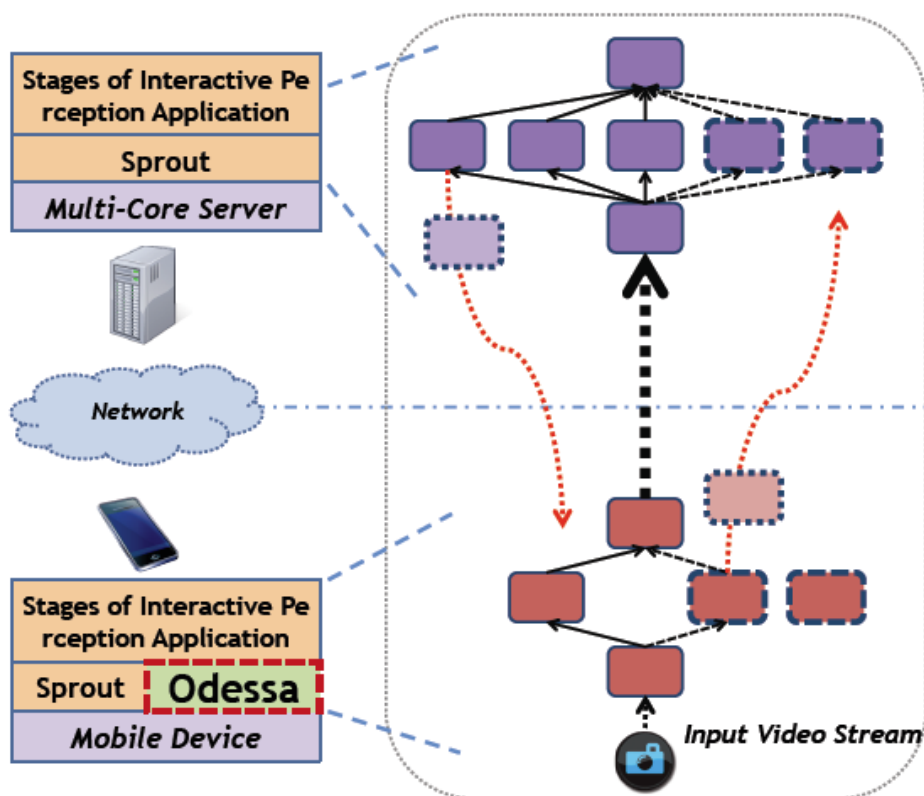 Stages of Interactive Pe
rception Application
Sprout
Multi-Core Server
Network
Stages of Interactive Pe
rception Application
Sprout Odessa
Mobile Device
Input Video Stream